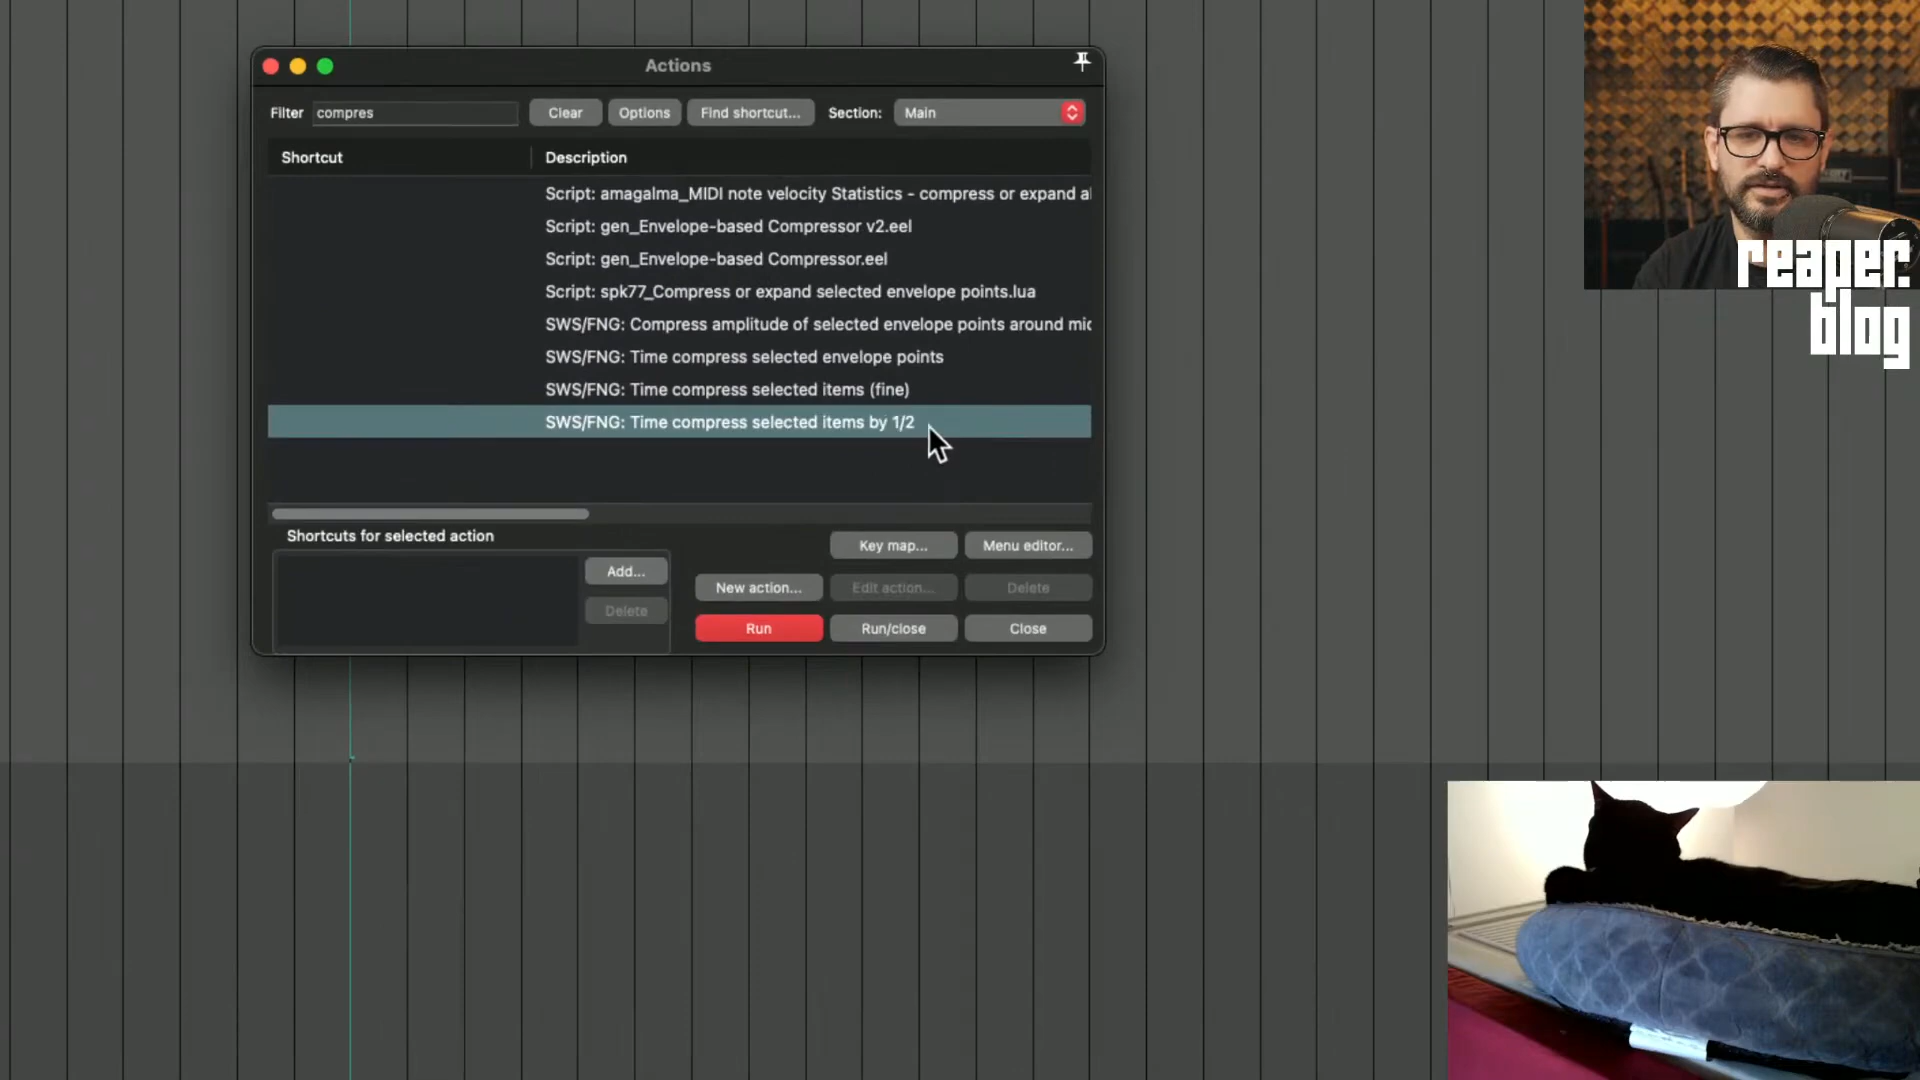 Actions
Filter compres Clear Options Find shortcut... Section: Main
Shortcut Description
Script: amagalma_MIDI note velocity Statistics - compress or expand al
Script: gen_Envelope-based Compressor v2.eel
Script: gen_Envelope-based Compressor.eel
Script: spk77_Compress or expand selected envelope points.lua
SWS/FNG: Compress amplitude of selected envelope points around mid
SWS/FNG: Time compress selected envelope points
SWS/FNG: Time compress selected items (fine)
SWS/FNG: Time compress selected items by 1/2
Shortcuts for selected action
Key map... Menu editor...
Add... New action... Edit action... Delete
Delete Run Run/close Close
reaper.
blog